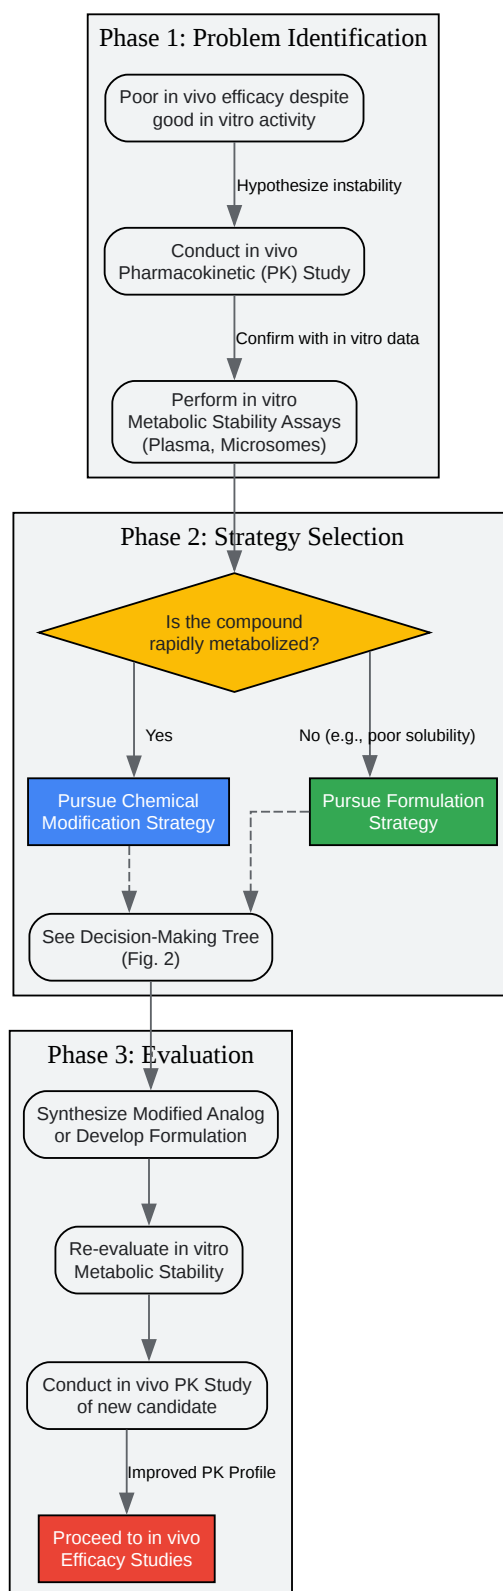 Phase 1: Problem Identification
Poor in vivo efficacy despite
good in vitro activity
Hypothesize instability
Conduct in vivo
Pharmacokinetic (PK) Study
Confirm with in vitro data
Perform in vitro
Metabolic Stability Assays
(Plasma, Microsomes)
Phase 2: Strategy Selection
Is the compound
rapidly metabolized?
Yes
No (e.g., poor solubility)
Pursue Chemical
Modification Strategy
Pursue Formulation
Strategy
See Decision-Making Tree
(Fig. 2)
Phase 3: Evaluation
Synthesize Modified Analog
or Develop Formulation
Re-evaluate in vitro
Metabolic Stability
Conduct in vivo PK Study
of new candidate
Improved PK Profile
Proceed to in vivo
Efficacy Studies